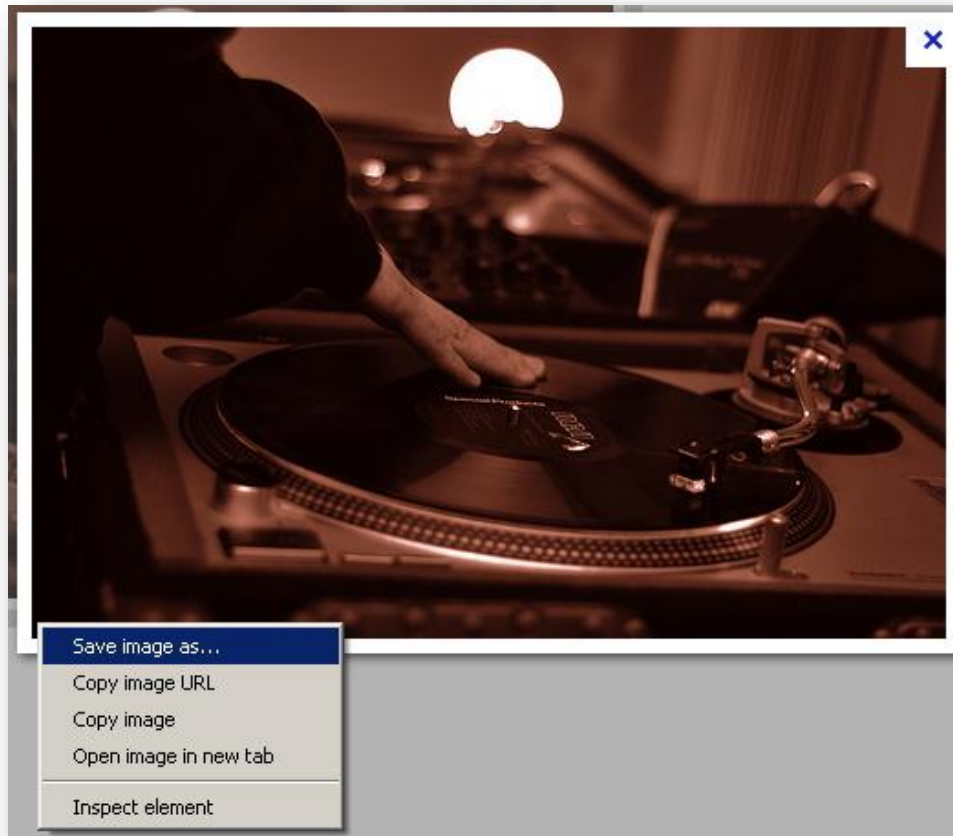 ×
Save image as...
Copy image URL
Copy image
Open image in new tab
Inspect element